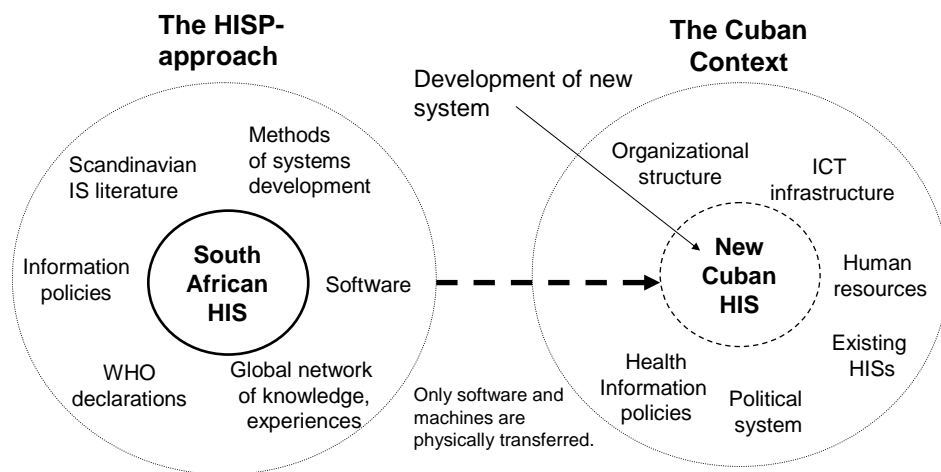 The HISP-
approach
The Cuban
Context
Development of new
system
Methods
of systems
development
Scandinavian
IS literature
Information
policies
South
African
HIS
Software
WHO
declarations
Global network
of knowledge,
experiences
Only software and
machines are
physically transferred.
Organizational
structure
ICT
infrastructure
New
Cuban
HIS
Human
resources
Existing
HISs
Health
Information
policies
Political
system